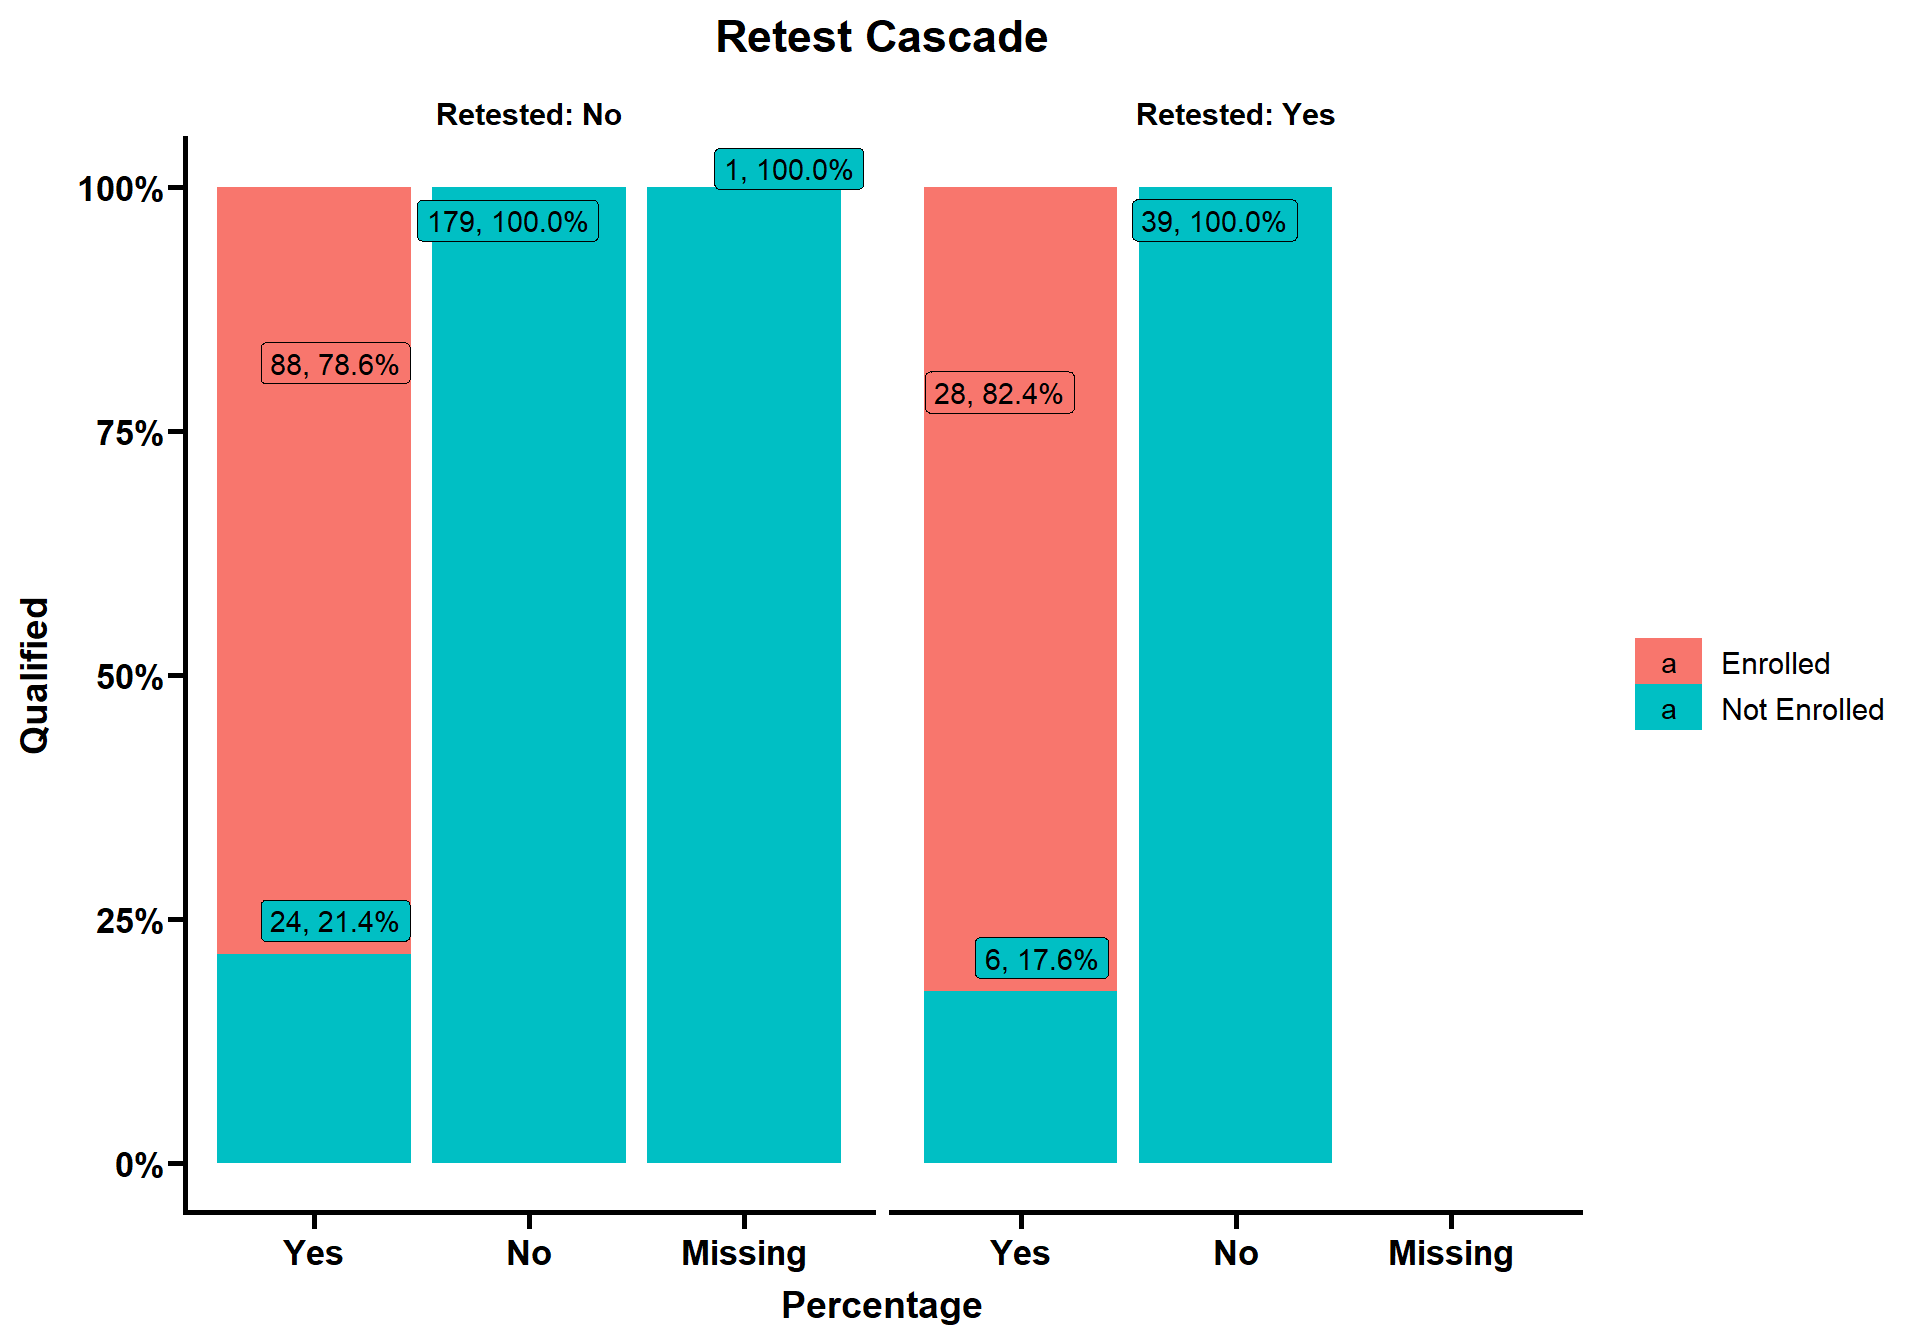 Retest Cascade
Retested: No
Retested: Yes
100%
75%
50%
25%
0%
Qualified
1, 100.0%
179, 100.0%
88, 78.6%
24, 21.4%
39, 100.0%
28, 82.4%
6, 17.6%
a Enrolled
a Not Enrolled
Yes No Missing
Yes No Missing
Percentage